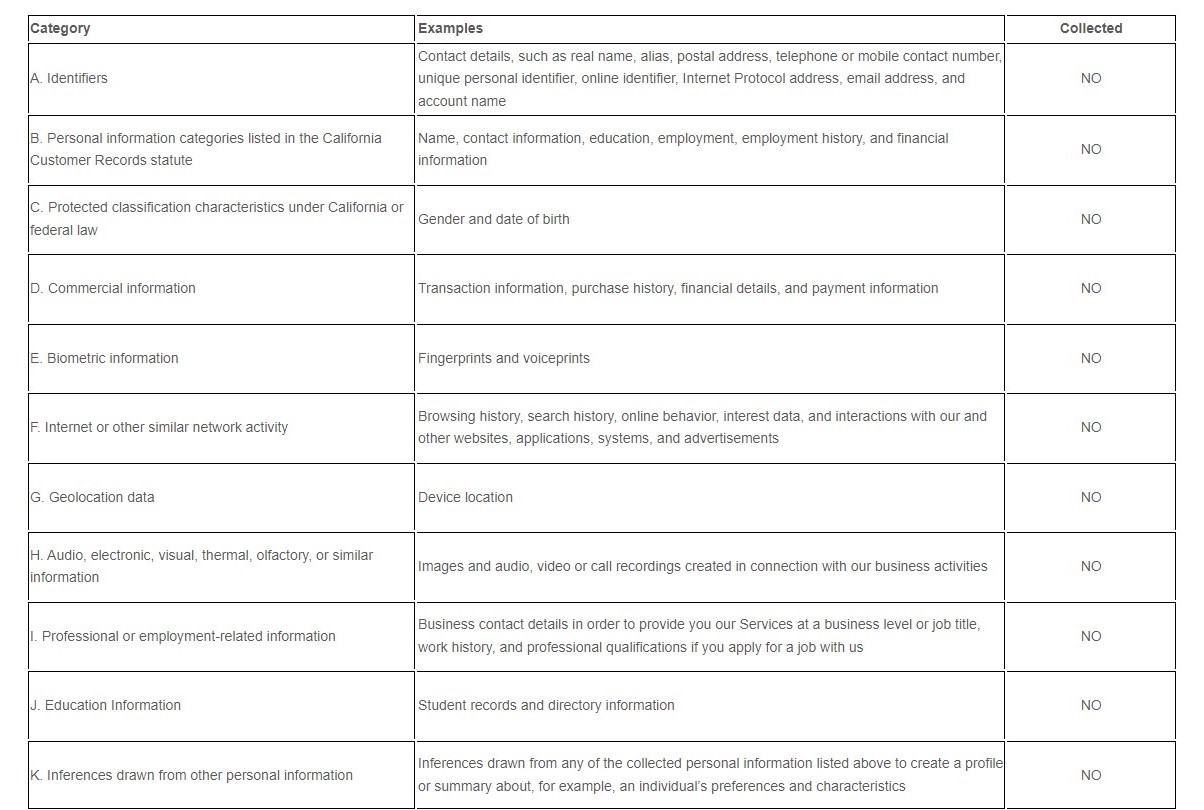 Category Examples Collected
A. Identifiers
Contact details, such as real name, alias, postal address, telephone or mobile contact number,
unique personal identifier, online identifier, Internet Protocol address, email address, and
account name
NO
B. Personal information categories listed in the California
Customer Records statute
Name, contact information, education, employment, employment history, and financial
information
NO
C. Protected classification characteristics under California or
federal law
Gender and date of birth
NO
D. Commercial information
Transaction information, purchase history, financial details, and payment information
NO
E. Biometric information
Fingerprints and voiceprints
NO
F. Internet or other similar network activity
Browsing history, search history, online behavior, interest data, and interactions with our and
other websites, applications, systems, and advertisements
NO
G. Geolocation data
Device location
NO
H. Audio, electronic, visual, thermal, olfactory, or similar
information
Images and audio, video or call recordings created in connection with our business activities
NO
I. Professional or employment-related information
Business contact details in order to provide you our Services at a business level or job title,
work history, and professional qualifications if you apply for a job with us
NO
J. Education Information
Student records and directory information
NO
K. Inferences drawn from other personal information
Inferences drawn from any of the collected personal information listed above to create a profile
or summary about, for example, an individual’s preferences and characteristics
NO